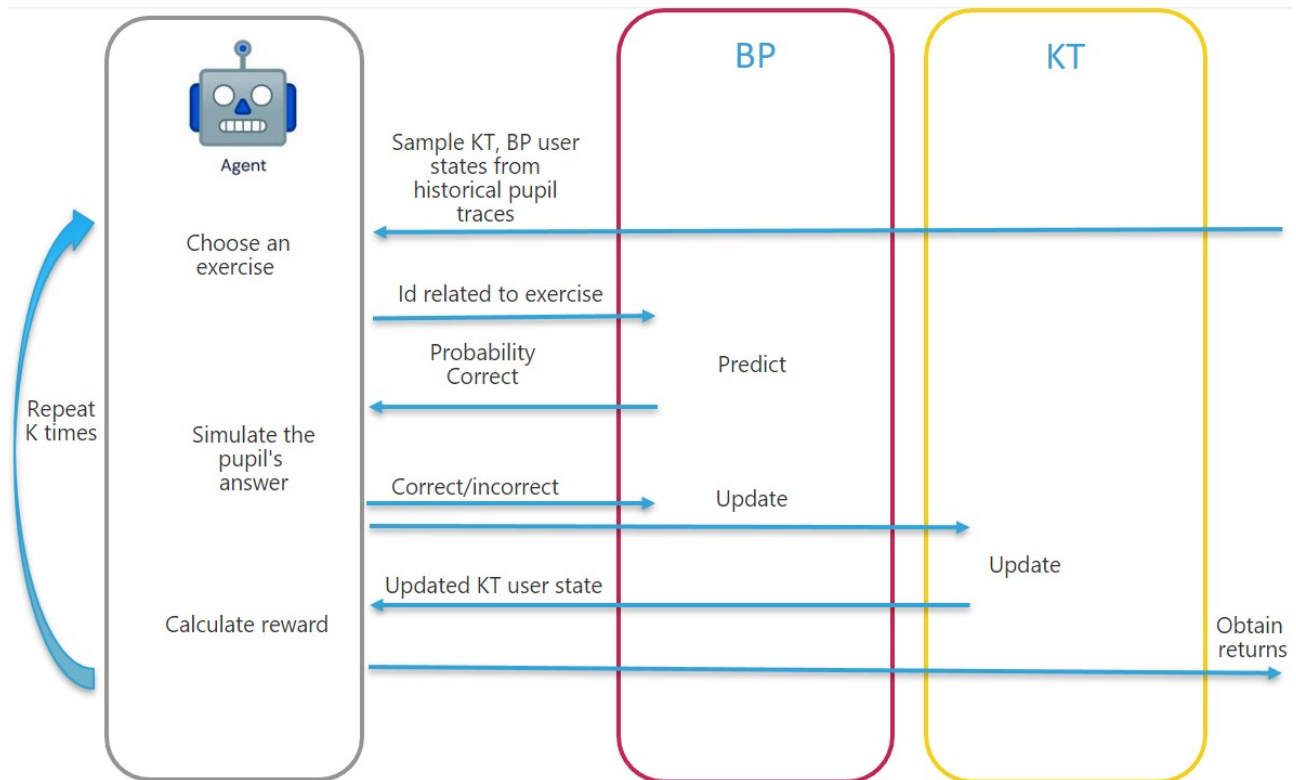 BP
KT
Agent
Sample KT, BP user
states from
historical pupil
traces
Choose an
exercise
Id related to exercise
Probability
Correct
Predict
Repeat
K times
Simulate the
pupil's
answer
Correct/incorrect
Update
Update
Updated KT user state
Calculate reward
Obtain
returns